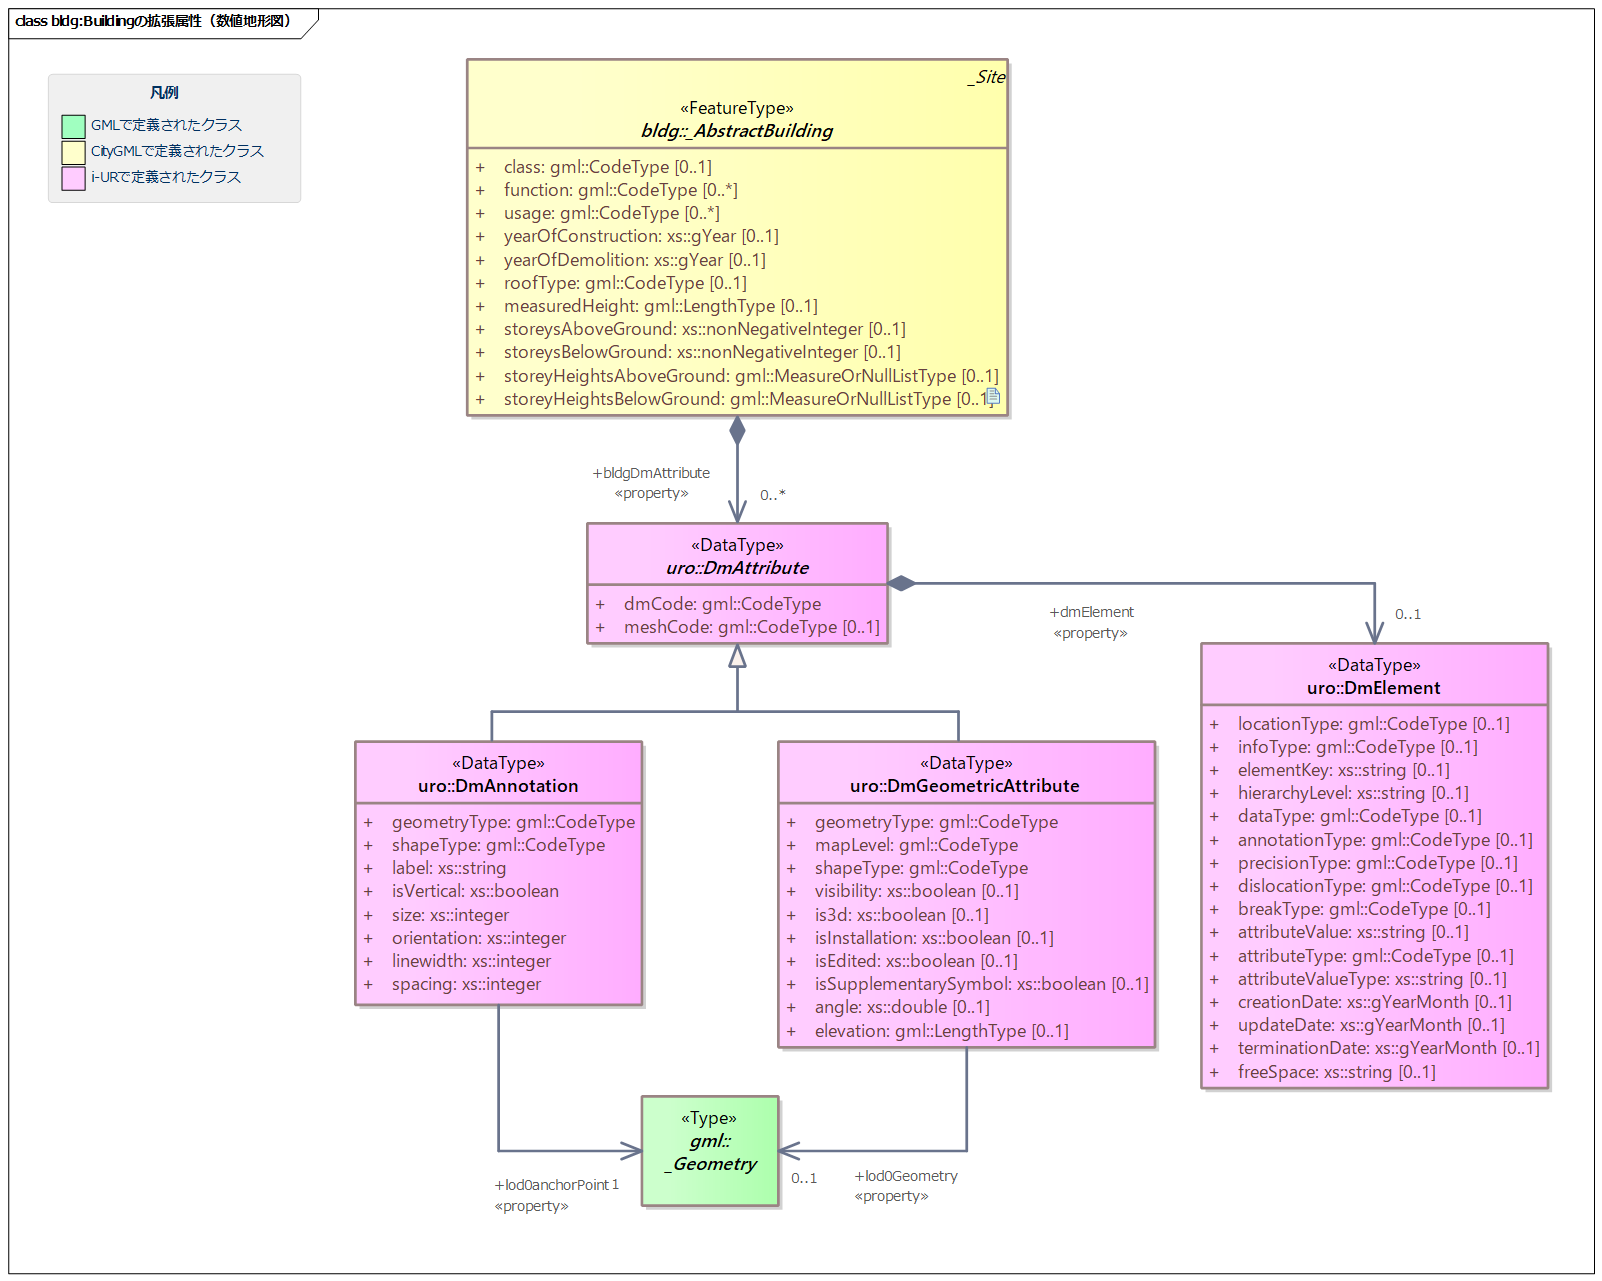 class bldg:Buildingの拡張属性（数値地形図）
凡例
GMLで定義されたクラス
CityGMLで定義されたクラス
i-URで定義されたクラス
_Site
«FeatureType»
bldg::_AbstractBuilding
+ class: gml::CodeType [0..1]
+ function: gml::CodeType [0..*]
+ usage: gml::CodeType [0..*]
+ yearOfConstruction: xs::gYear [0..1]
+ yearOfDemolition: xs::gYear [0..1]
+ roofType: gml::CodeType [0..1]
+ measuredHeight: gml::LengthType [0..1]
+ storeysAboveGround: xs::nonNegativeInteger [0..1]
+ storeysBelowGround: xs::nonNegativeInteger [0..1]
+ storeyHeightsAboveGround: gml::MeasureOrNullListType [0..1]
+ storeyHeightsBelowGround: gml::MeasureOrNullListType [0..1]
+bldgDmAttribute
«property»
0..*
«DataType»
uro::DmAttribute
+ dmCode: gml::CodeType
+ meshCode: gml::CodeType [0..1]
+dmElement
«property»
0..1
«DataType»
uro::DmElement
+ locationType: gml::CodeType [0..1]
+ infoType: gml::CodeType [0..1]
+ elementKey: xs::string [0..1]
+ hierarchyLevel: xs::string [0..1]
+ dataType: gml::CodeType [0..1]
+ annotationType: gml::CodeType [0..1]
+ precisionType: gml::CodeType [0..1]
+ dislocationType: gml::CodeType [0..1]
+ breakType: gml::CodeType [0..1]
+ attributeValue: xs::string [0..1]
+ attributeType: gml::CodeType [0..1]
+ attributeValueType: xs::string [0..1]
+ creationDate: xs::gYearMonth [0..1]
+ updateDate: xs::gYearMonth [0..1]
+ terminationDate: xs::gYearMonth [0..1]
+ freeSpace: xs::string [0..1]
«DataType»
uro::DmAnnotation
+ geometryType: gml::CodeType
+ shapeType: gml::CodeType
+ label: xs::string
+ isVertical: xs::boolean
+ size: xs::integer
+ orientation: xs::integer
+ linewidth: xs::integer
+ spacing: xs::integer
«DataType»
uro::DmGeometricAttribute
+ geometryType: gml::CodeType
+ mapLevel: gml::CodeType
+ shapeType: gml::CodeType
+ visibility: xs::boolean [0..1]
+ is3d: xs::boolean [0..1]
+ isInstallation: xs::boolean [0..1]
+ isEdited: xs::boolean [0..1]
+ isSupplementarySymbol: xs::boolean [0..1]
+ angle: xs::double [0..1]
+ elevation: gml::LengthType [0..1]
«Type»
gml::
_Geometry
+lod0anchorPoint 1
«property»
0..1
+lod0Geometry
«property»